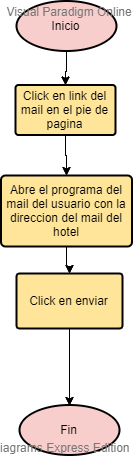 Visual Paradigm Online
Inicio
Click en link del
mail en el pie de
pagina
Abre el programa del
mail del usuario con la
direccion del mail del
hotel
Click en enviar
Fin
iagrams Express Edition